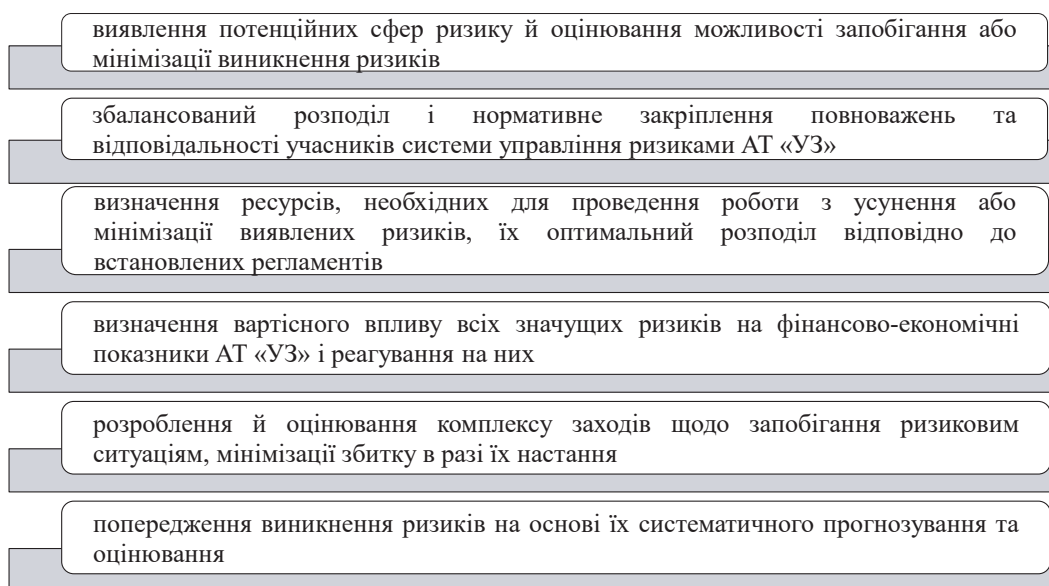 виявлення потенційних сфер ризику й оцінювання можливості запобігання або
мінімізації виникнення ризиків
збалансований розподіл і нормативне закріплення повноважень та
відповідальності учасників системи управління ризиками АТ «УЗ»
визначення ресурсів, необхідних для проведення роботи з усунення або
мінімізації виявлених ризиків, їх оптимальний розподіл відповідно до
встановлених регламентів
визначення вартісного впливу всіх значущих ризиків на фінансово-економічні
показники АТ «УЗ» і реагування на них
розроблення й оцінювання комплексу заходів щодо запобігання ризиковим
ситуаціям, мінімізації збитку в разі їх настання
попередження виникнення ризиків на основі їх систематичного прогнозування та
оцінювання